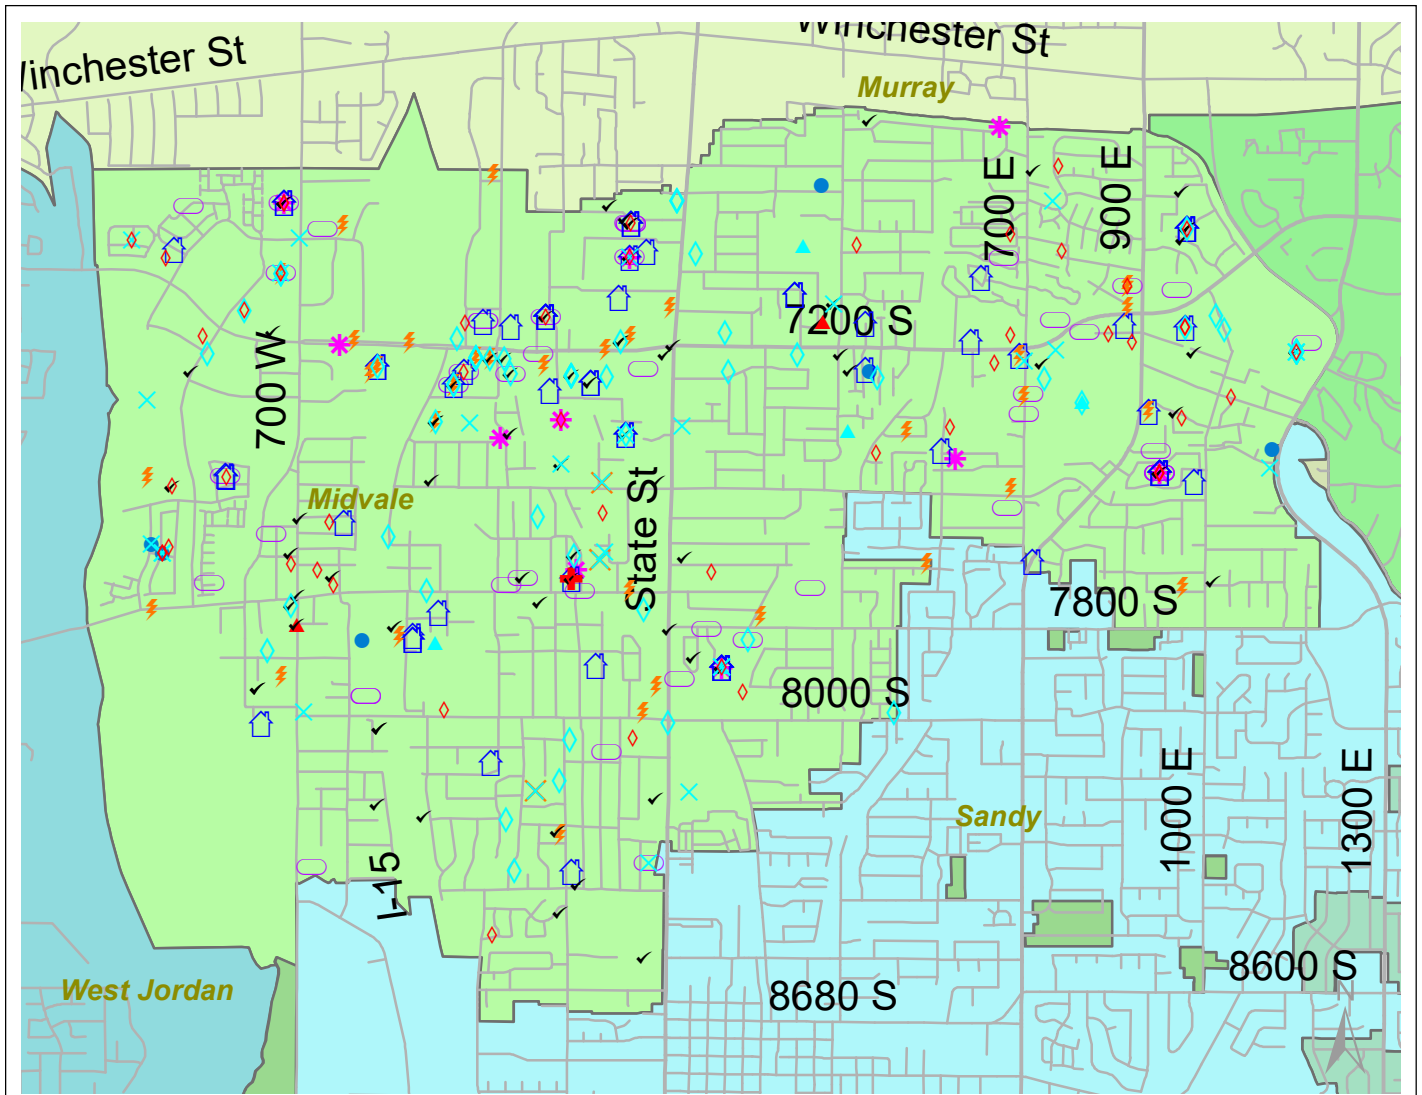 Winchester St
Winchester St
Murray
700 E
900 E
7200 S
700 W
Midvale
State St
7800 S
8000 S
1000 E
1300 E
Sandy
I-15
West Jordan
8680 S
8600 S
N